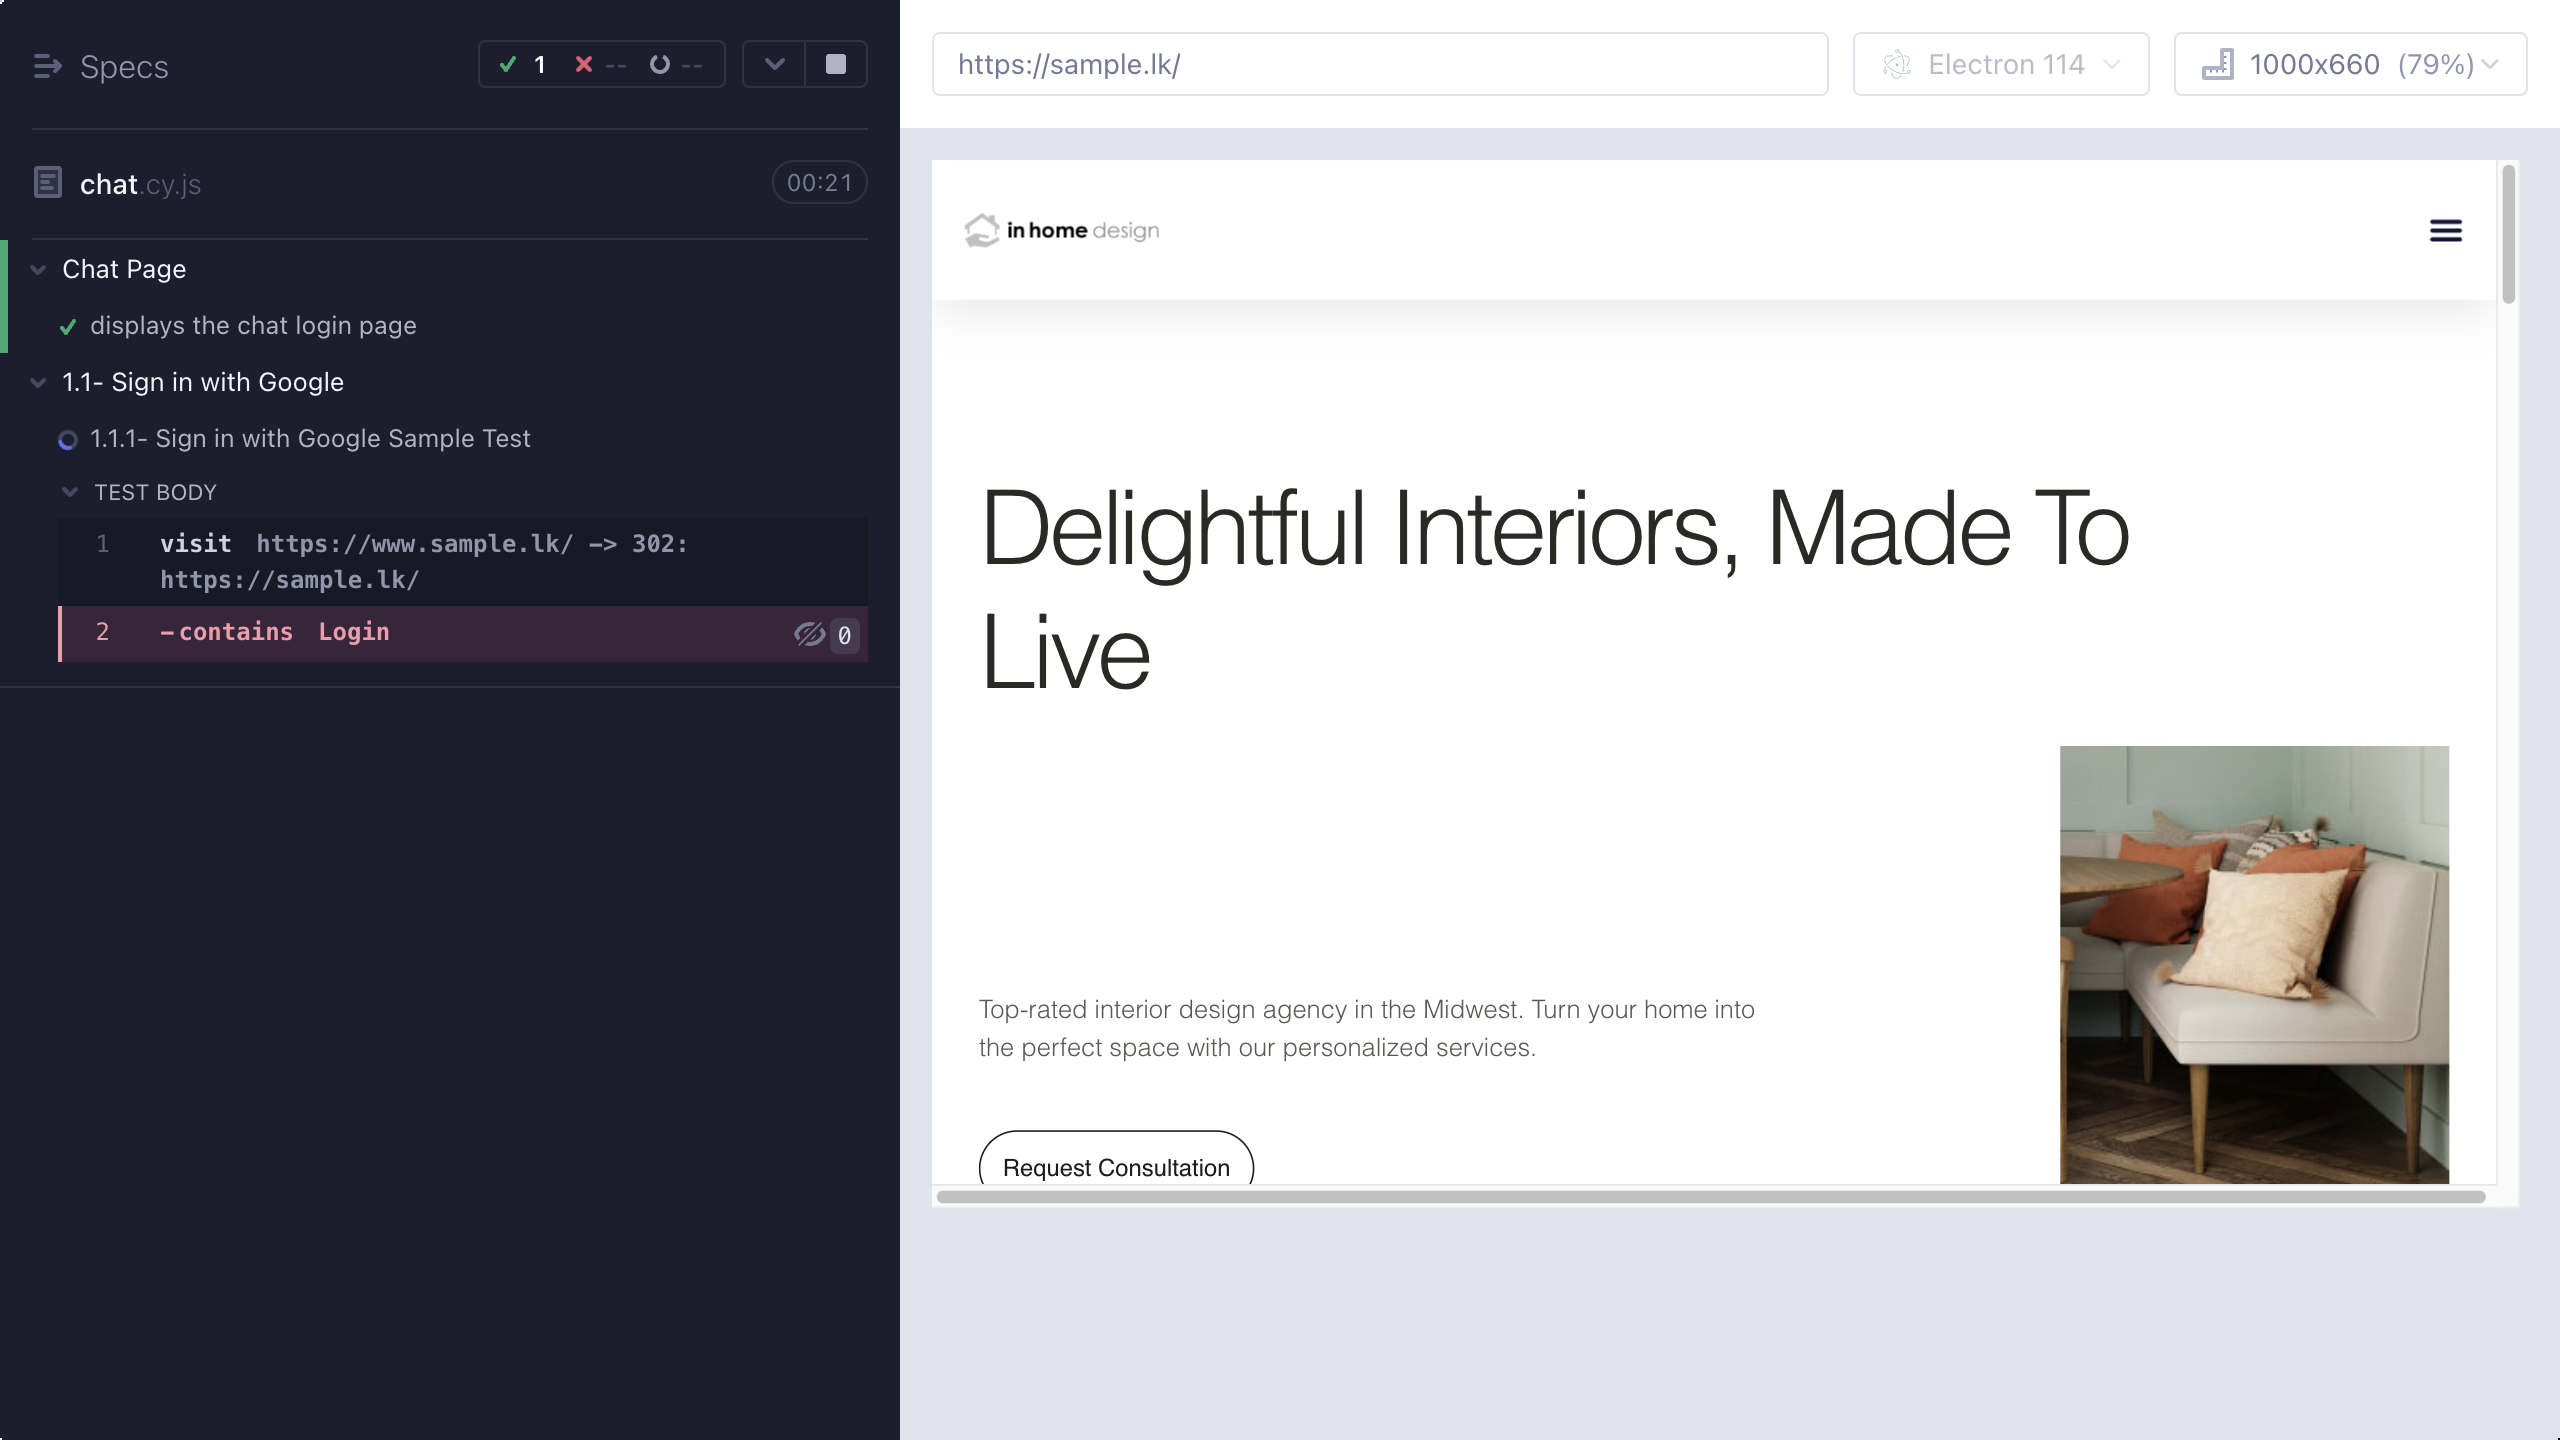 Specs
1
--
--
chat.cy.js
00:21
Chat Page
displays the chat login page
1.1- Sign in with Google
1.1.1- Sign in with Google Sample Test
TEST BODY
1 visit https://www.sample.lk/ -> 302:
https://sample.lk/
2 -contains Login 0
https://sample.lk/
Electron 114
1000x660 (79%)
in home design
Delightful Interiors, Made To
Live
Top-rated interior design agency in the Midwest. Turn your home into
the perfect space with our personalized services.
Request Consultation